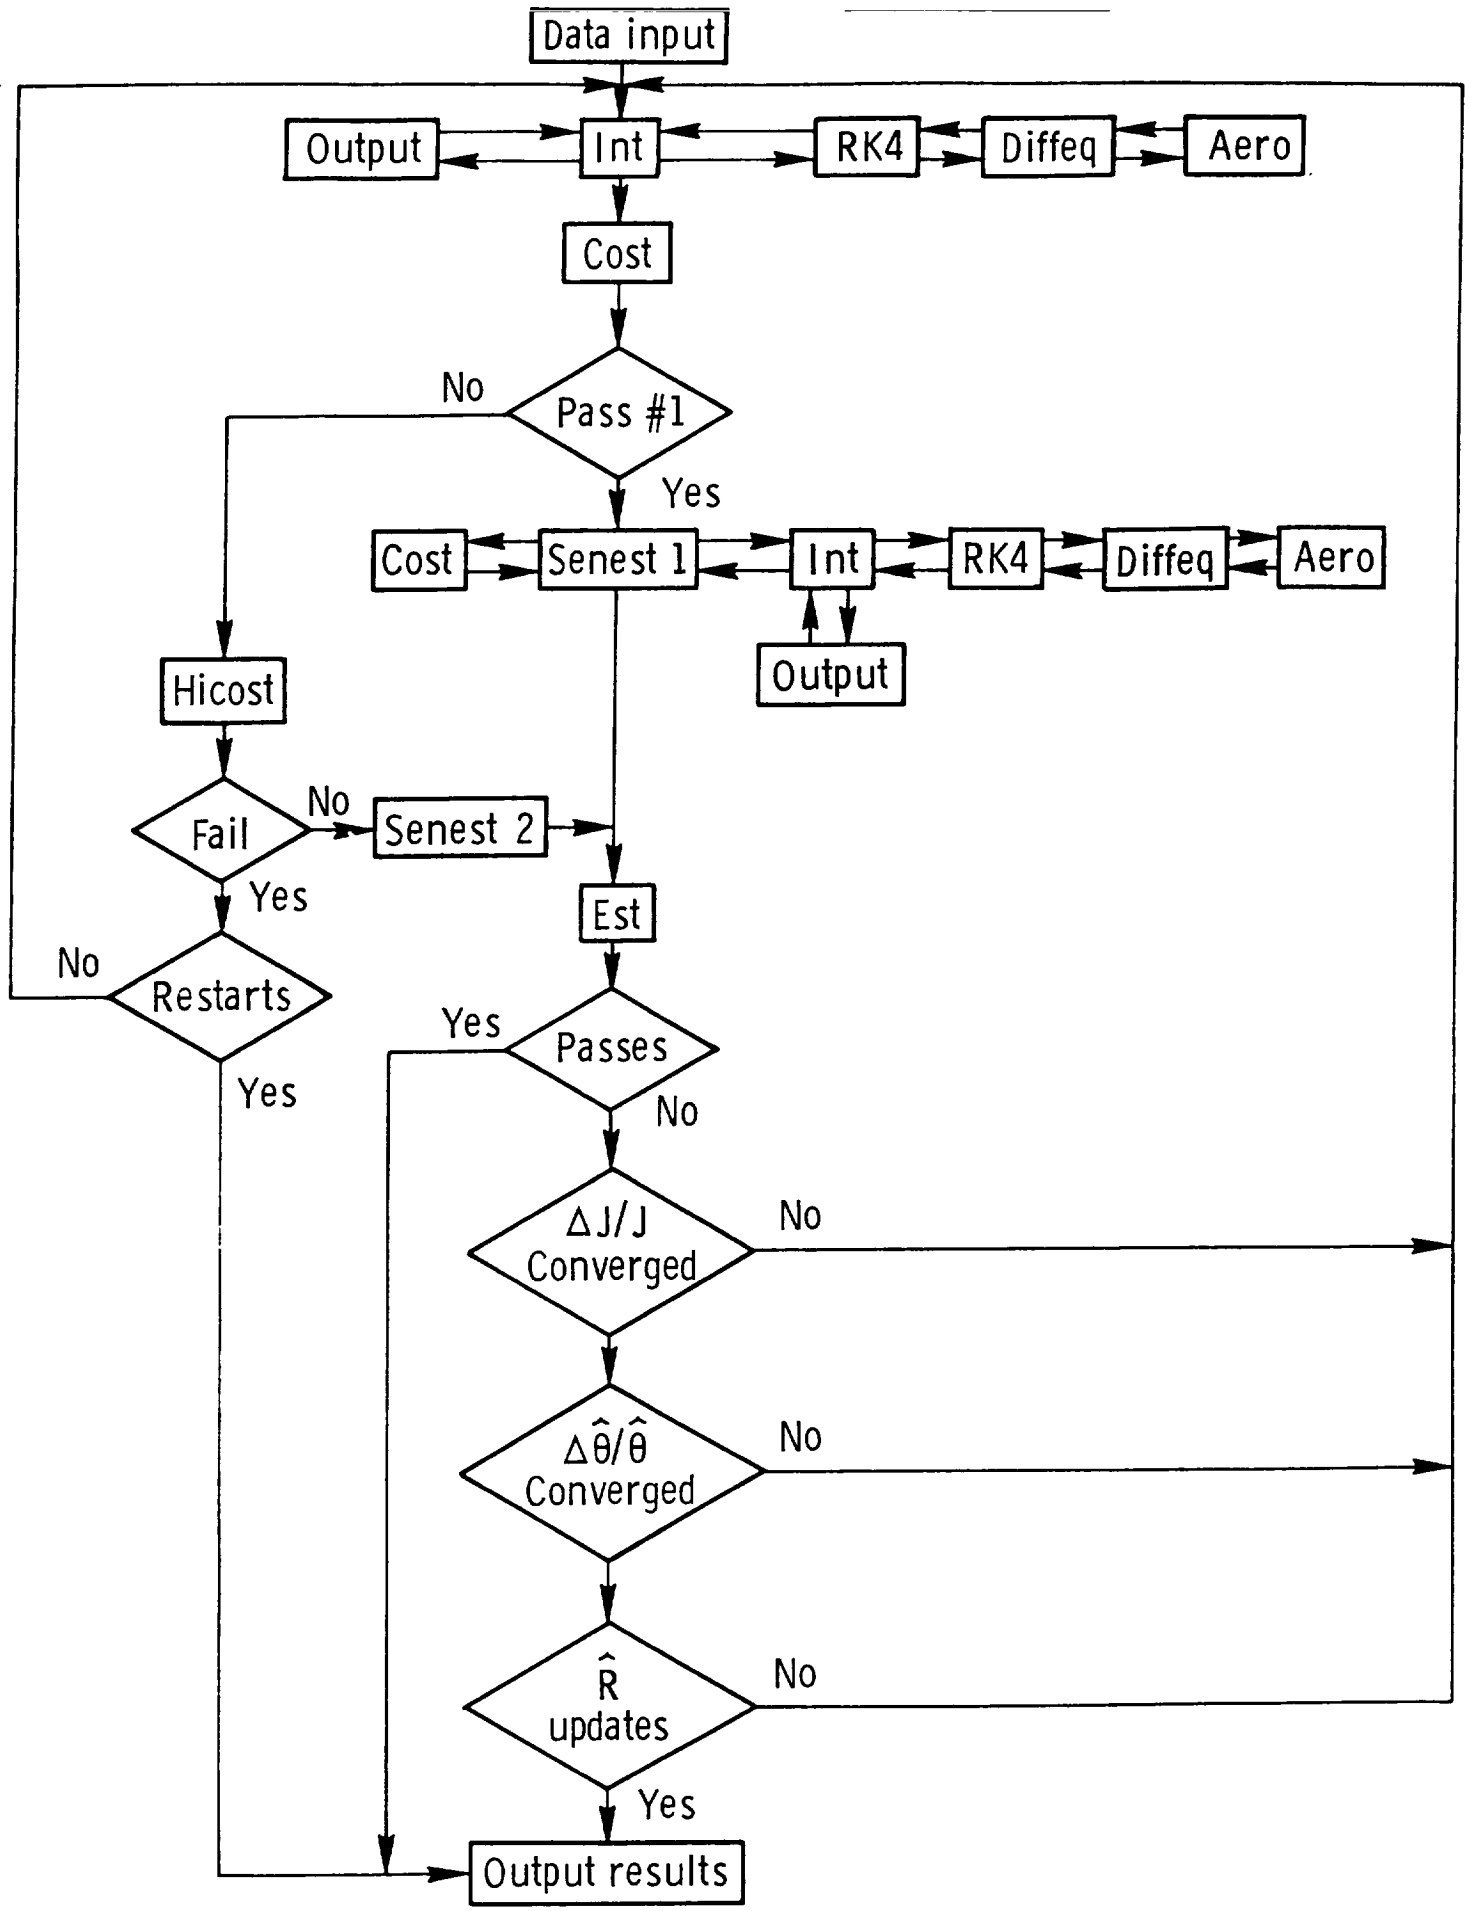 Data input
Output
Int
RK4
Diffeq
Aero
Cost
No
Pass #1
Yes
Cost
Senest 1
Int
RK4
Diffeq
Aero
Output
Hicost
No
Fail
Senest 2
Yes
Est
No
Restarts
Yes
Passes
Yes
No
ΔJ/J
Converged
No
Δθ̂/θ̂
Converged
No
R̂
updates
No
Yes
Output results